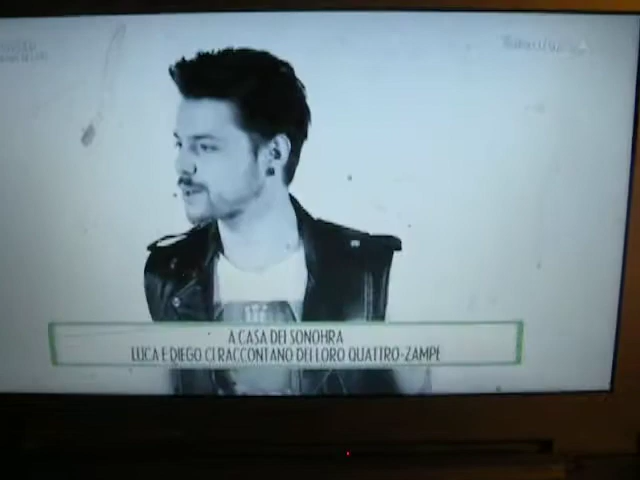 A CASA DEI SONOHRA
LUCA E DIEGO CI RACCONTANO DEI LORO QUATTRO-ZAMPE